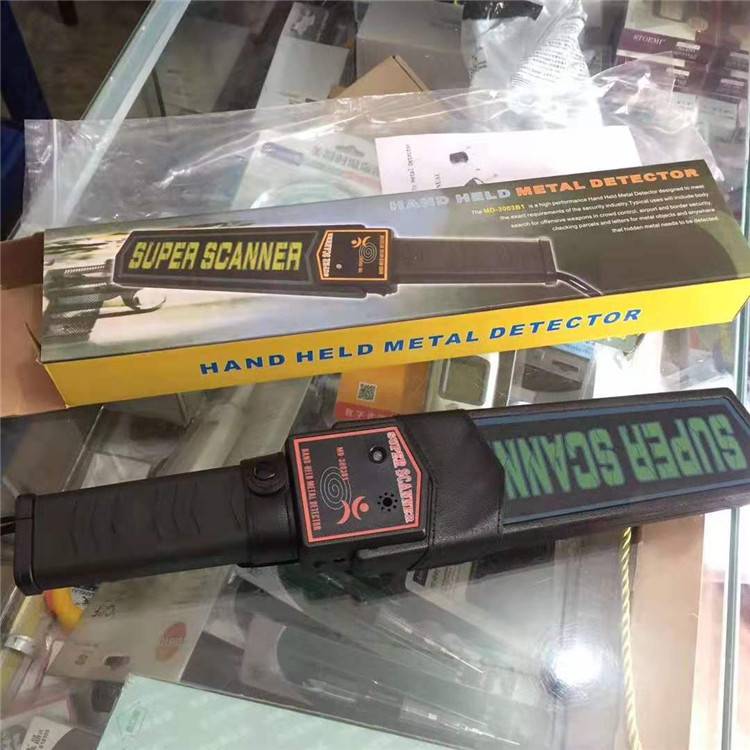 STOEMI
HAND HELD METAL DETECTOR
The MD-3003B1 is a high performance Hand Held Metal Detector designed to meet
the exact requirements of the security industry. Typical uses will include body
search for offensive weapons in crowd control, airport and border security.
checking parcels and letters for metal objects and anywhere
that hidden metal needs to be detected
SUPER SCANNER
SUPER SCANNER
HAND HELD METAL DETECTOR
SUPER SCANNER
MD-3003B1
HAND HELD METAL DETECTOR
SUPER SCANN